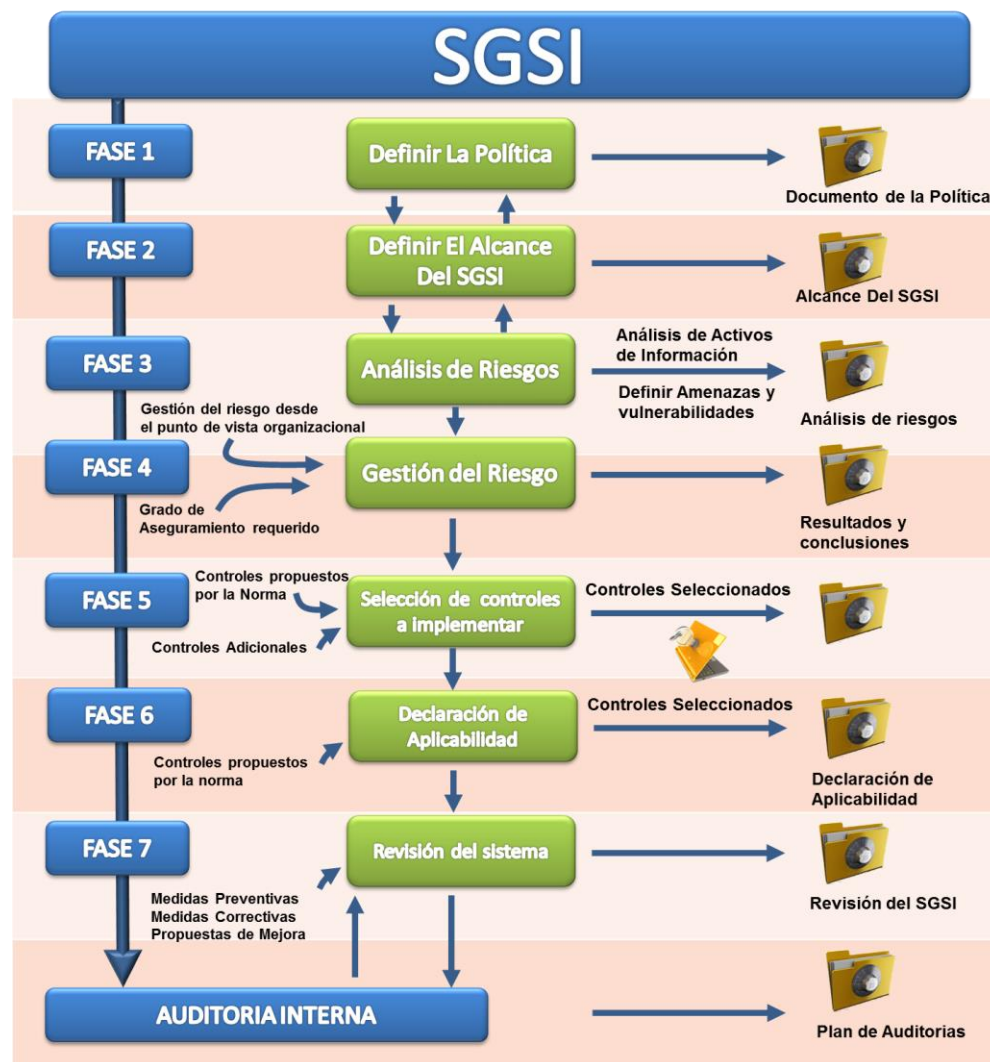 SGSI
FASE 1
Definir La Política
Documento de la Política
FASE 2
Definir El Alcance
Del SGSI
Alcance Del SGSI
FASE 3
Análisis de Riesgos
Análisis de Activos
de Información
Definir Amenazas y
vulnerabilidades
Análisis de riesgos
Gestión del riesgo desde
el punto de vista organizacional
FASE 4
Gestión del Riesgo
Grado de
Aseguramiento requerido
Resultados y
conclusiones
FASE 5
Controles propuestos
por la Norma
Controles Adicionales
Selección de controles
a implementar
Controles Seleccionados
FASE 6
Declaración de
Aplicabilidad
Controles Seleccionados
Controles propuestos
por la norma
Declaración de
Aplicabilidad
FASE 7
Revisión del sistema
Medidas Preventivas
Medidas Correctivas
Propuestas de Mejora
Revisión del SGSI
AUDITORIA INTERNA
Plan de Auditorias